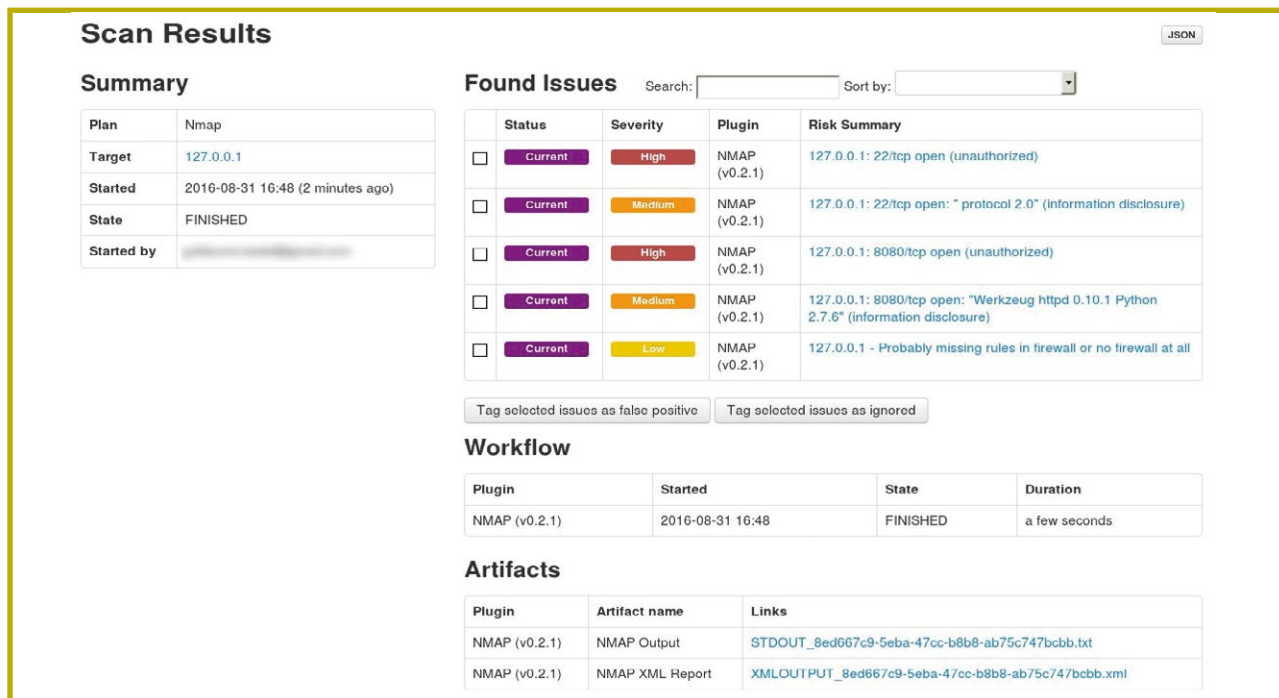 Scan Results
JSON
Summary
Plan Nmap
Target 127.0.0.1
Started 2016-08-31 16:48 (2 minutes ago)
State FINISHED
Started by
Found Issues Search: Sort by:
Status Severity Plugin Risk Summary
Current High NMAP (v0.2.1) 127.0.0.1: 22/tcp open (unauthorized)
Current Medium NMAP (v0.2.1) 127.0.0.1: 22/tcp open: " protocol 2.0" (information disclosure)
Current High NMAP (v0.2.1) 127.0.0.1: 8080/tcp open (unauthorized)
Current Medium NMAP (v0.2.1) 127.0.0.1: 8080/tcp open: "Werkzeug httpd 0.10.1 Python
2.7.6" (information disclosure)
Current Low NMAP (v0.2.1) 127.0.0.1 - Probably missing rules in firewall or no firewall at all
Tag selected issues as false positive Tag selected issues as ignored
Workflow
Plugin Started State Duration
NMAP (v0.2.1) 2016-08-31 16:48 FINISHED a few seconds
Artifacts
Plugin Artifact name Links
NMAP (v0.2.1) NMAP Output STDOUT_8ed667c9-5eba-47cc-b8b8-ab75c747bcbb.txt
NMAP (v0.2.1) NMAP XML Report XMLOUTPUT_8ed667c9-5eba-47cc-b8b8-ab75c747bcbb.xml